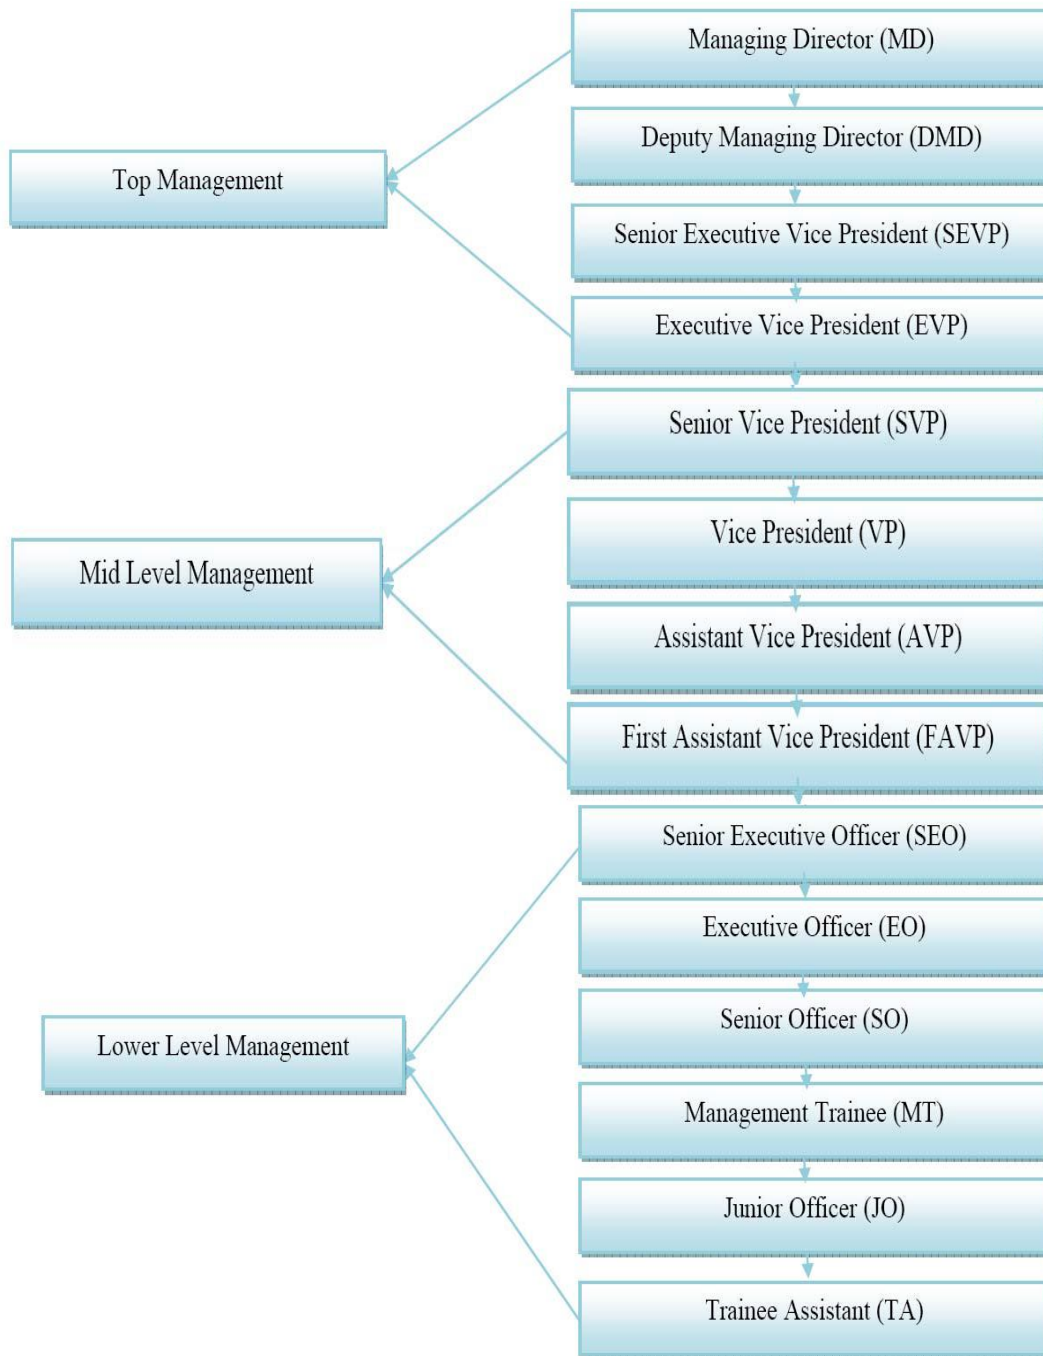 Managing Director (MD)
Deputy Managing Director (DMD)
Top Management
Senior Executive Vice President (SEVP)
Executive Vice President (EVP)
Senior Vice President (SVP)
Vice President (VP)
Mid Level Management
Assistant Vice President (AVP)
First Assistant Vice President (FAVP)
Senior Executive Officer (SEO)
Executive Officer (EO)
Senior Officer (SO)
Lower Level Management
Management Trainee (MT)
Junior Officer (JO)
Trainee Assistant (TA)